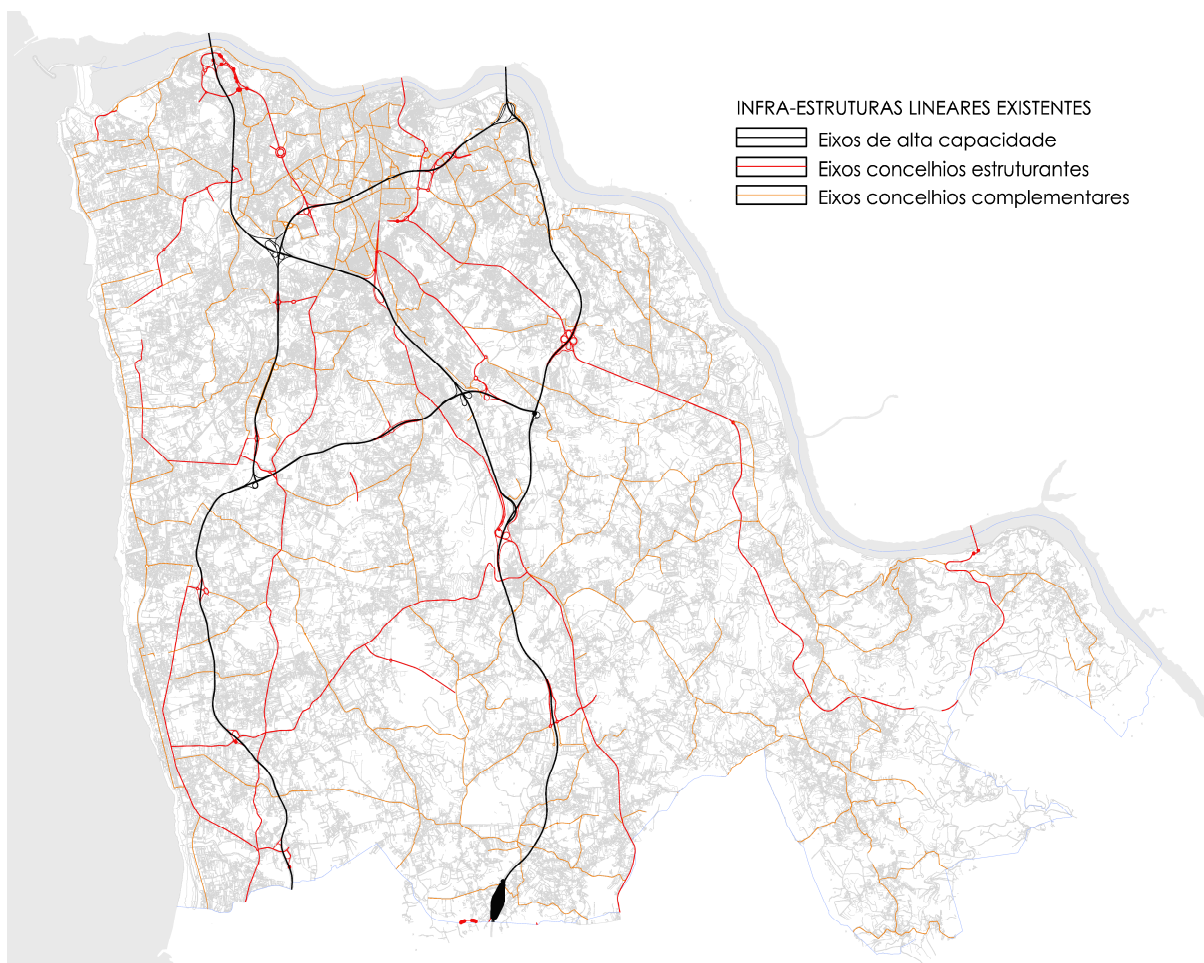 INFRA-ESTRUTURAS LINEARES EXISTENTES
Eixos de alta capacidade
Eixos concelhios estruturantes
Eixos concelhios complementares